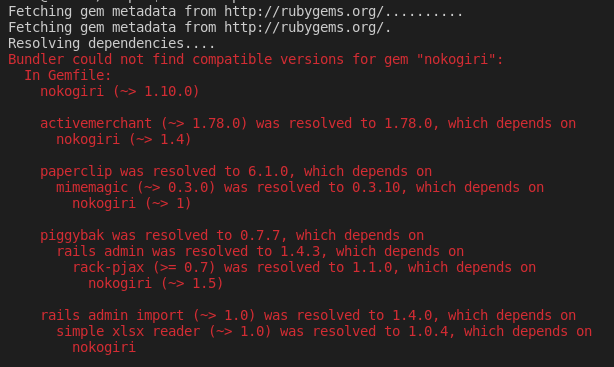 Fetching gem metadata from http://rubygems.org/..........
Fetching gem metadata from http://rubygems.org/.
Resolving dependencies....
Bundler could not find compatible versions for gem "nokogiri":
In Gemfile:
nokogiri (~> 1.10.0)
activemerchant (~> 1.78.0) was resolved to 1.78.0, which depends on
nokogiri (~> 1.4)
paperclip was resolved to 6.1.0, which depends on
mimemagic (~> 0.3.0) was resolved to 0.3.10, which depends on
nokogiri (~> 1)
piggybak was resolved to 0.7.7, which depends on
rails admin was resolved to 1.4.3, which depends on
rack-pjax (>= 0.7) was resolved to 1.1.0, which depends on
nokogiri (~> 1.5)
rails admin import (~> 1.0) was resolved to 1.4.0, which depends on
simple xlsx reader (~> 1.0) was resolved to 1.0.4, which depends on
nokogiri